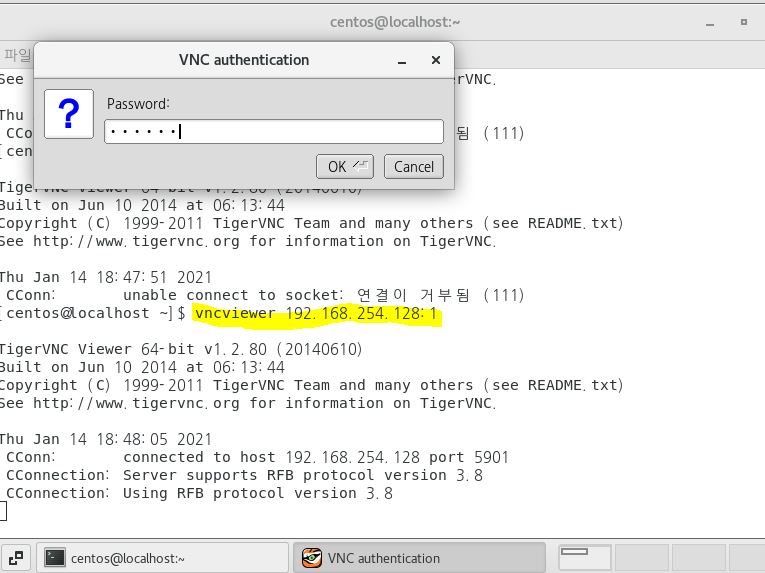 centos@localhost:~
파일
VNC authentication
Password:
OK
Cancel
See
rVNC.
Thu
CCo
됨 (111)
[cen
TigerVNC Viewer 64-bit v1.2.80 (20140610)
Built on Jun 10 2014 at 06:13:44
Copyright (C) 1999-2011 TigerVNC Team and many others (see README.txt)
See http://www.tigervnc.org for information on TigerVNC.
Thu Jan 14 18:47:51 2021
CConn: unable connect to socket: 연결이 거부됨 (111)
[centos@localhost ~]$ vncviewer 192.168.254.128:1
TigerVNC Viewer 64-bit v1.2.80 (20140610)
Built on Jun 10 2014 at 06:13:44
Copyright (C) 1999-2011 TigerVNC Team and many others (see README.txt)
See http://www.tigervnc.org for information on TigerVNC.
Thu Jan 14 18:48:05 2021
CConn: connected to host 192.168.254.128 port 5901
CConnection: Server supports RFB protocol version 3.8
CConnection: Using RFB protocol version 3.8
centos@localhost:~
VNC authentication